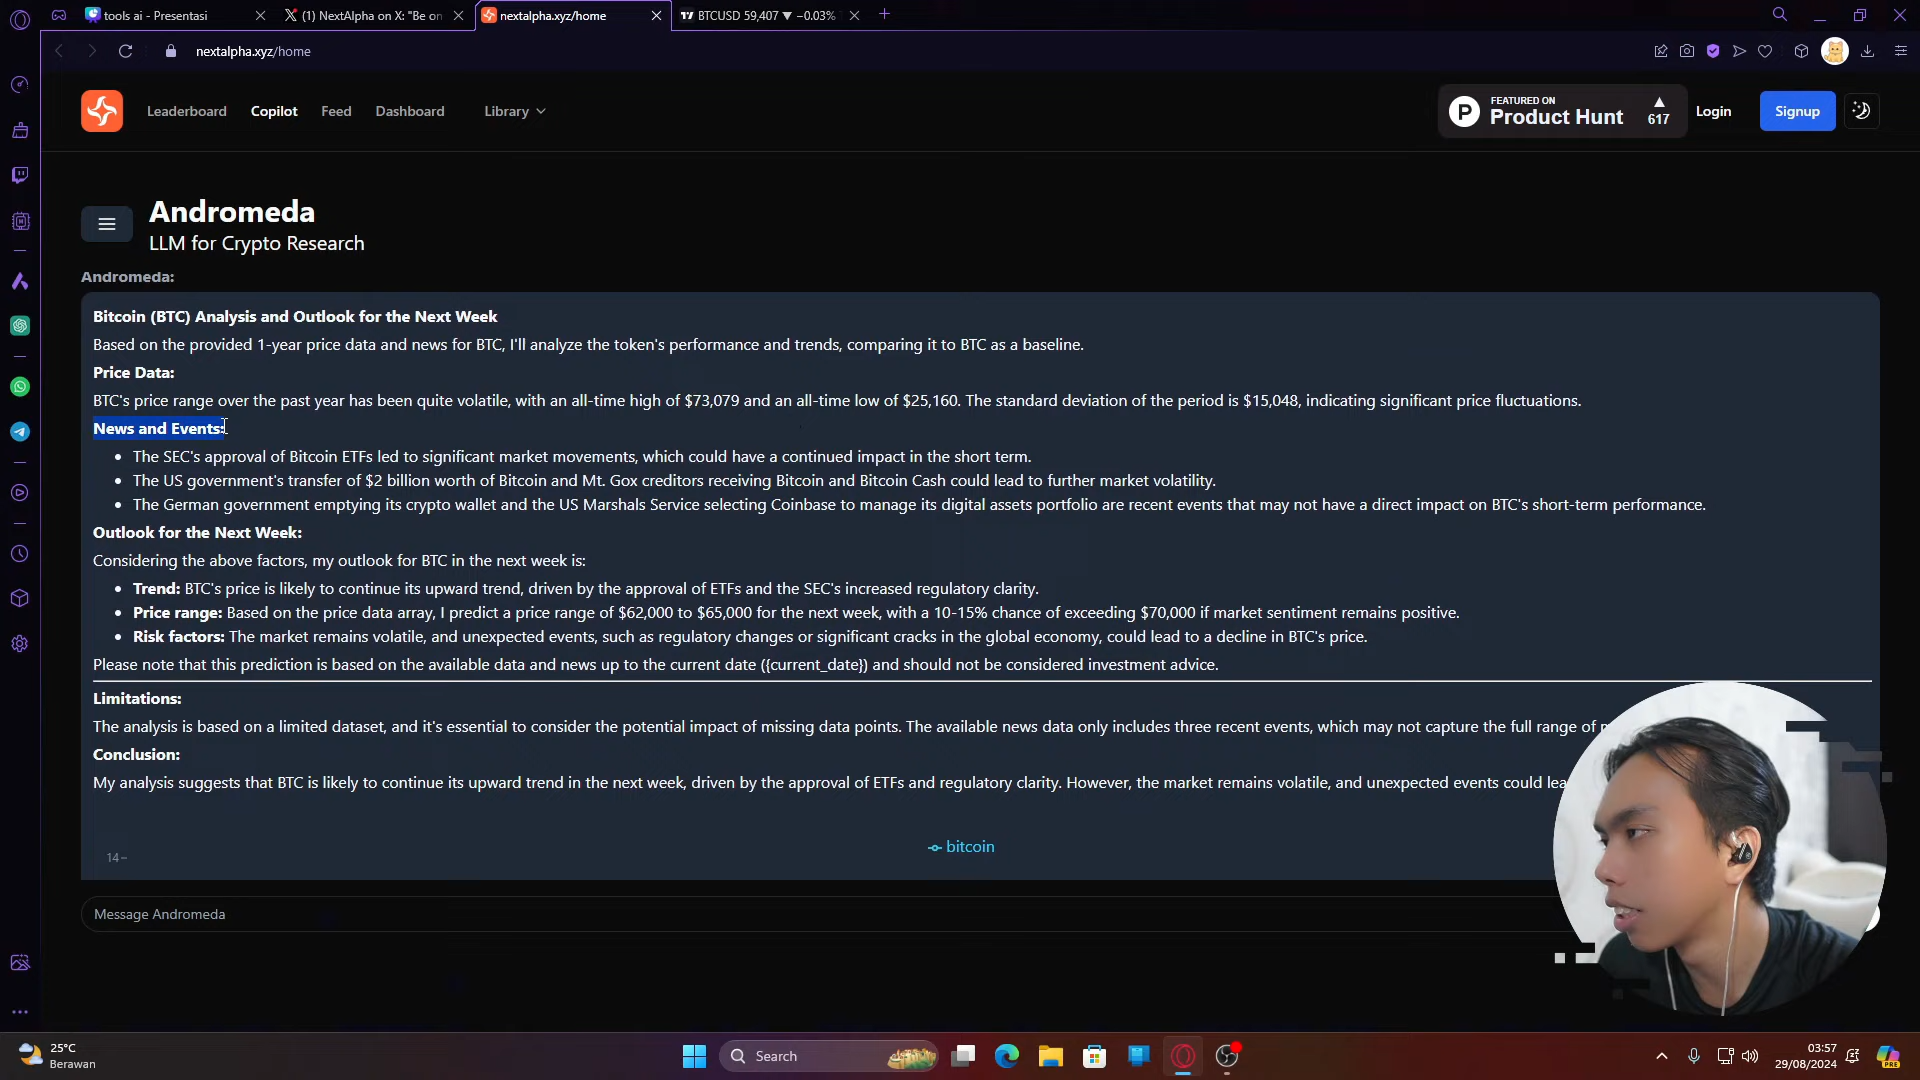 tools ai - Presentasi
(1) NextAlpha on X: "Be on
nextalpha.xyz/home
BTCUSD 59,407 ▼ −0.03%
nextalpha.xyz/home
Leaderboard
Copilot
Feed
Dashboard
Library
FEATURED ON
Product Hunt
617
Login
Signup
Andromeda
LLM for Crypto Research
Andromeda:
Bitcoin (BTC) Analysis and Outlook for the Next Week
Based on the provided 1-year price data and news for BTC, I'll analyze the token's performance and trends, comparing it to BTC as a baseline.
Price Data:
BTC's price range over the past year has been quite volatile, with an all-time high of $73,079 and an all-time low of $25,160. The standard deviation of the period is $15,048, indicating significant price fluctuations.
News and Events:
• The SEC's approval of Bitcoin ETFs led to significant market movements, which could have a continued impact in the short term.
• The US government's transfer of $2 billion worth of Bitcoin and Mt. Gox creditors receiving Bitcoin and Bitcoin Cash could lead to further market volatility.
• The German government emptying its crypto wallet and the US Marshals Service selecting Coinbase to manage its digital assets portfolio are recent events that may not have a direct impact on BTC's short-term performance.
Outlook for the Next Week:
Considering the above factors, my outlook for BTC in the next week is:
• Trend: BTC's price is likely to continue its upward trend, driven by the approval of ETFs and the SEC's increased regulatory clarity.
• Price range: Based on the price data array, I predict a price range of $62,000 to $65,000 for the next week, with a 10-15% chance of exceeding $70,000 if market sentiment remains positive.
• Risk factors: The market remains volatile, and unexpected events, such as regulatory changes or significant cracks in the global economy, could lead to a decline in BTC's price.
Please note that this prediction is based on the available data and news up to the current date ({current_date}) and should not be considered investment advice.
Limitations:
The analysis is based on a limited dataset, and it's essential to consider the potential impact of missing data points. The available news data only includes three recent events, which may not capture the full range of
Conclusion:
My analysis suggests that BTC is likely to continue its upward trend in the next week, driven by the approval of ETFs and regulatory clarity. However, the market remains volatile, and unexpected events could
bitcoin
14
Message Andromeda
25°C
Berawan
Search
03:57
29/08/2024
PRE